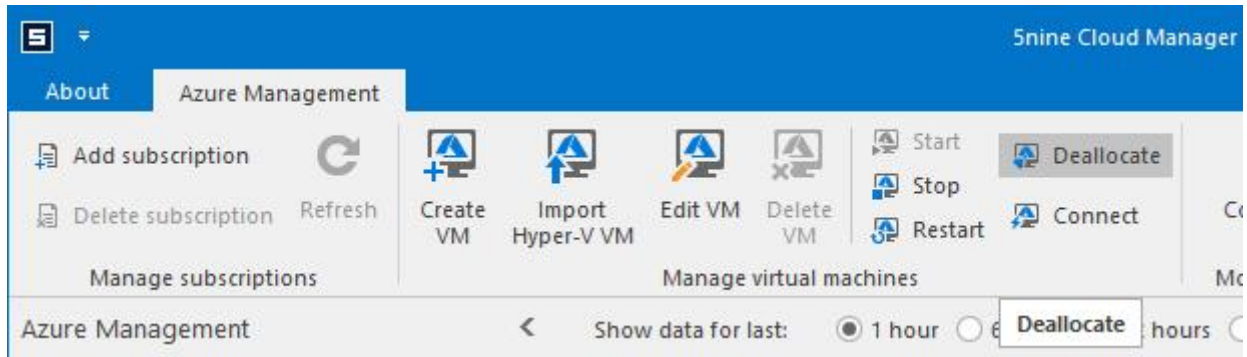 5nine Cloud Manager
About Azure Management
Add subscription
Delete subscription
Refresh
Create
VM
Import
Hyper-V VM
Edit VM
Delete
VM
Start
Stop
Restart
Deallocate
Connect
Manage subscriptions
Manage virtual machines
Azure Management
Show data for last: 1 hour hours
Deallocate